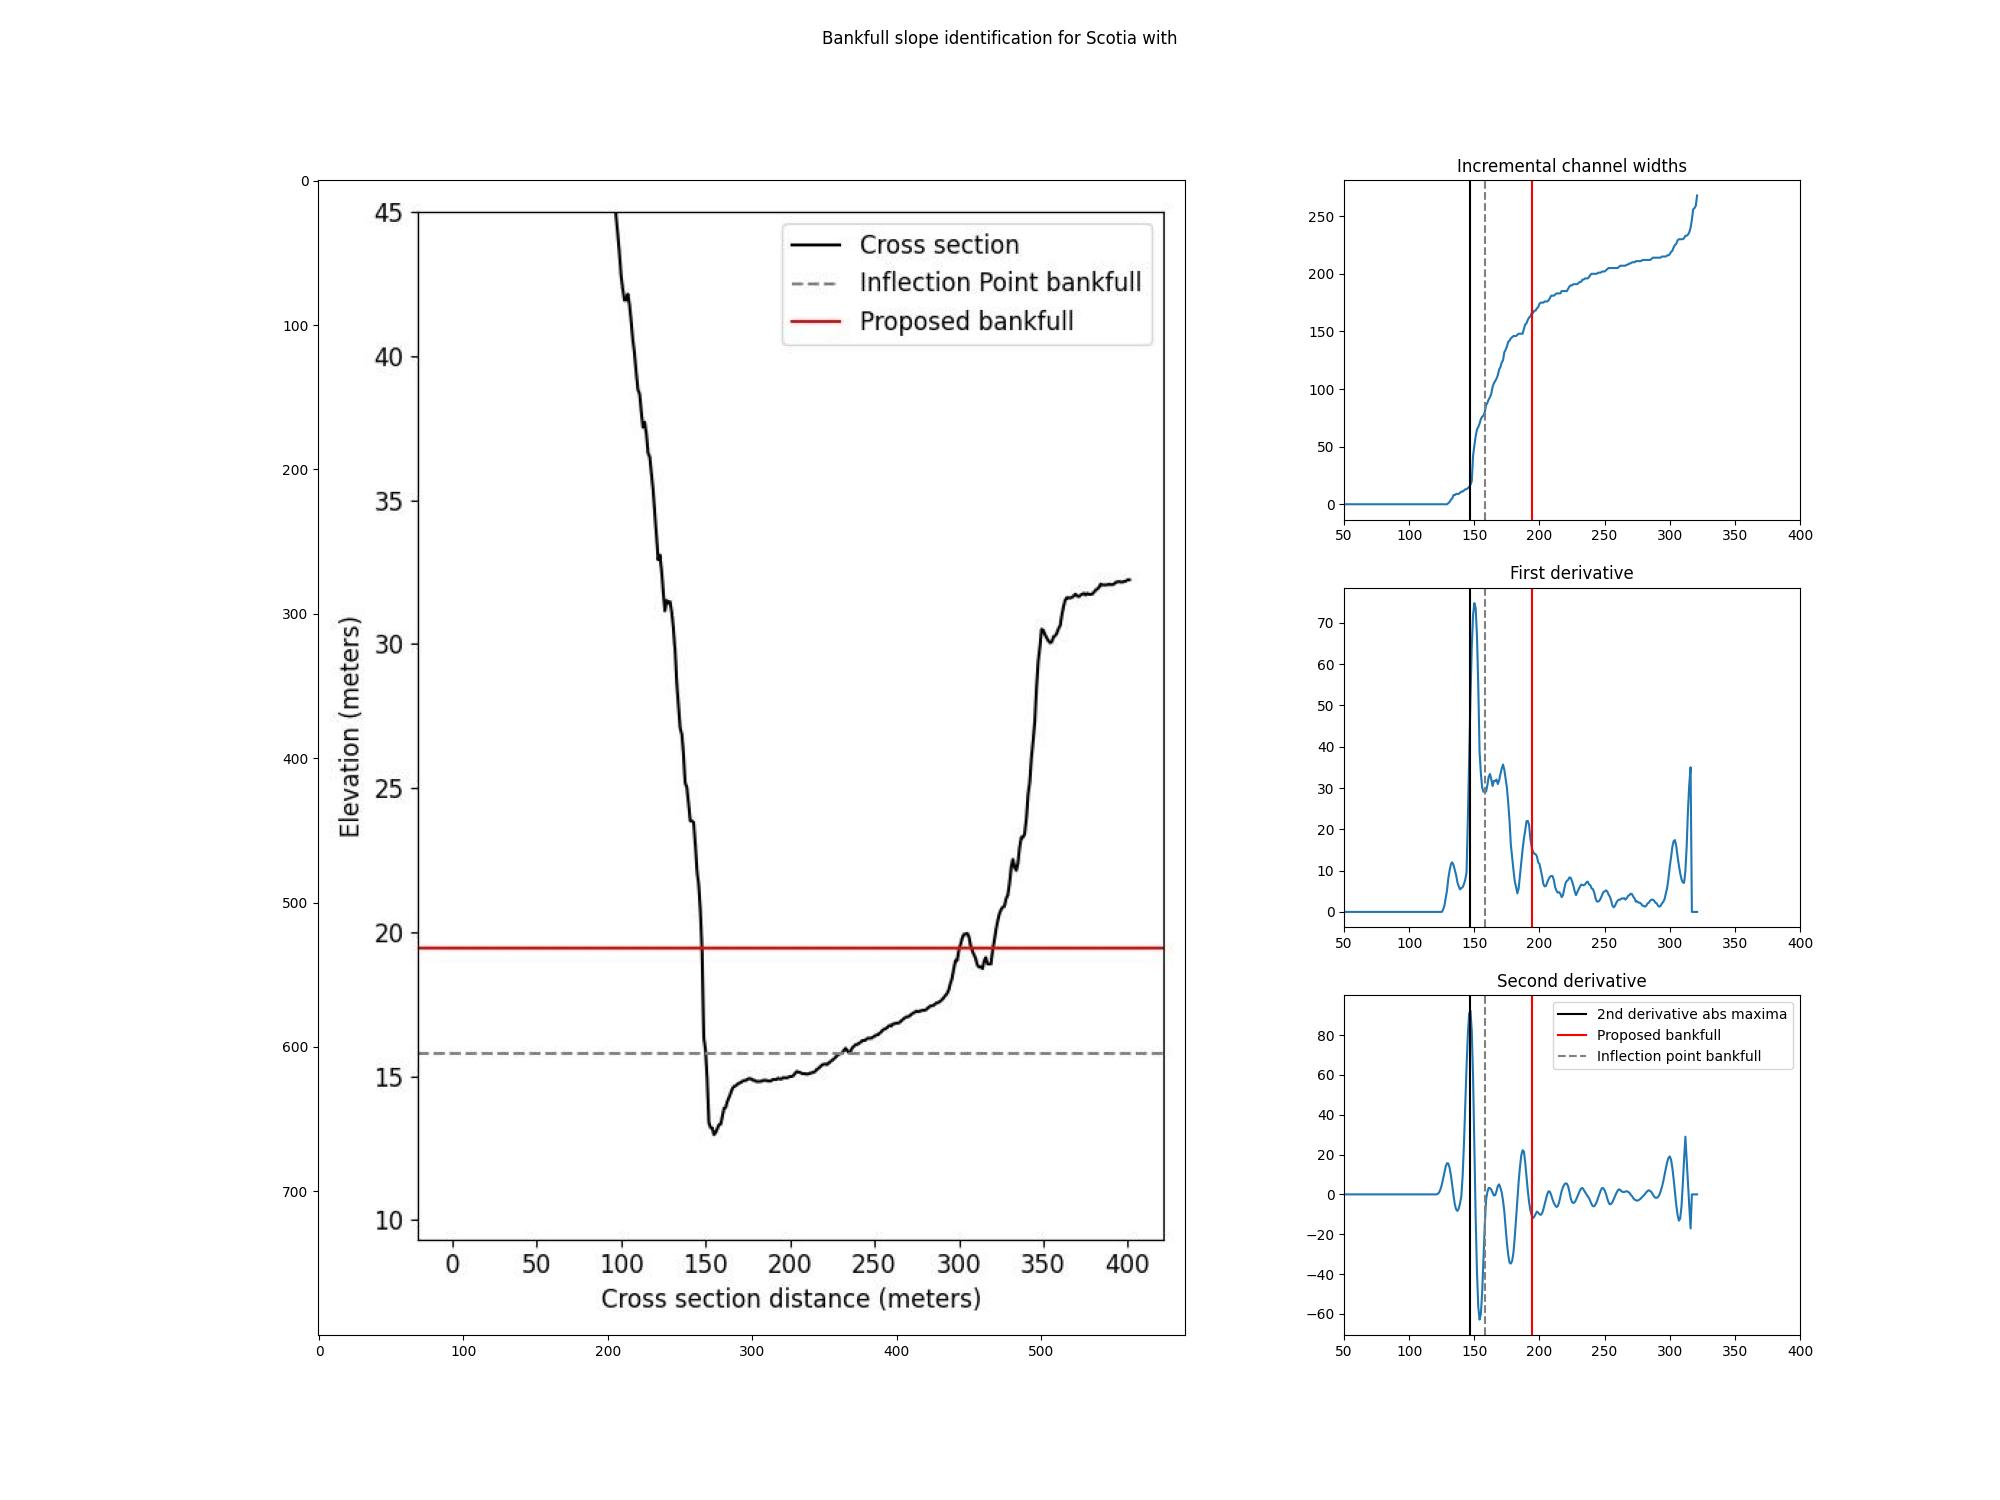 Bankfull slope identification for Scotia with
0
100
200
300
400
500
600
700
0
100
200
300
400
500
45
40
35
30
25
20
15
10
Elevation (meters)
Cross section
Inflection Point bankfull
Proposed bankfull
0 50 100 150 200 250 300 350 400
Cross section distance (meters)
Incremental channel widths
250
200
150
100
50
0
50 100 150 200 250 300 350 400
First derivative
70
60
50
40
30
20
10
0
50 100 150 200 250 300 350 400
Second derivative
80
60
40
20
0
−20
−40
−60
2nd derivative abs maxima
Proposed bankfull
Inflection point bankfull
50 100 150 200 250 300 350 400